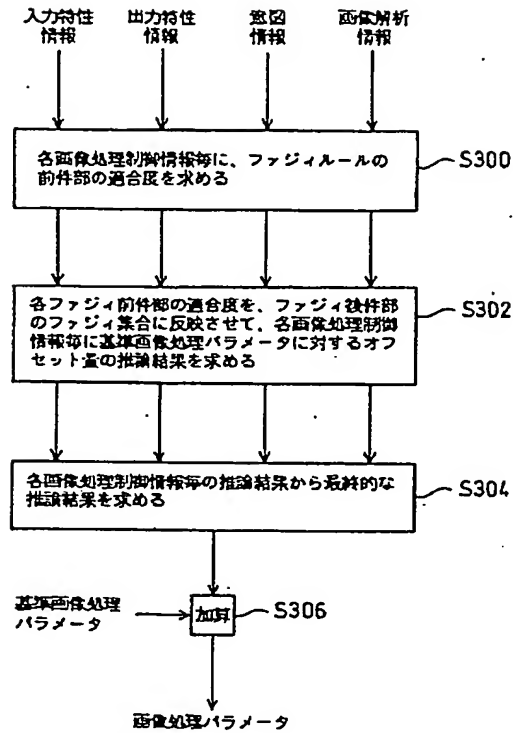 入力特性 出力特性 意図 画像解析
情報 情報 情報 情報
各画像処理制御情報毎に、ファジィルールの
前件部の適合度を求める
S300
各ファジィ前件部の適合度を、ファジィ後件部
のファジィ集合に反映させて、各画像処理制御
情報毎に基準画像処理パラメータに対するオフ
セット量の推論結果を求める
S302
各画像処理制御情報毎の推論結果から最終的な
推論結果を求める
S304
基準画像処理
パラメータ
加算
S306
画像処理パラメータ